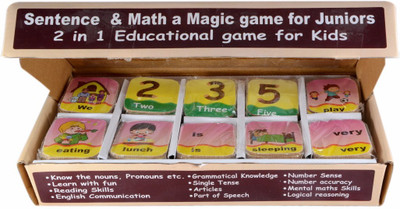 Sentence & Math a Magic game for Juniors
2 in 1 Educational game for Kids
2 3 5
We Two Three Five play
eating lunch is sleeping very
is very
• Know the nouns, Pronouns etc.
• Learn with fun
• Reading Skills
• English Communication
• Grammatical Knowledge
• Single Tense
• Articles
• Part of Speech
• Number Sense
• Number accuracy
• Mental maths Skills
• Logical reasoning